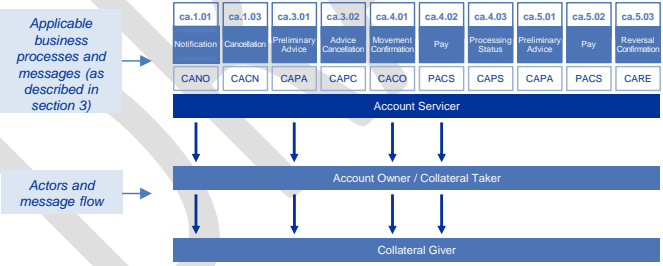 Applicable
business
processes and
messages (as
described in
section 3)
ca.1.01 ca.1.03 ca.3.01 ca.3.02 ca.4.01 ca.4.02 ca.4.03 ca.5.01 ca.5.02 ca.5.03
Notification Cancellation Preliminary Advice Advice Cancellation Movement Confirmation Pay Processing Status Preliminary Advice Pay Reversal Confirmation
CANO CACN CAPA CAPC CACO PACS CAPS CAPA PACS CARE
Account Servicer
Actors and
message flow
Account Owner / Collateral Taker
Collateral Giver